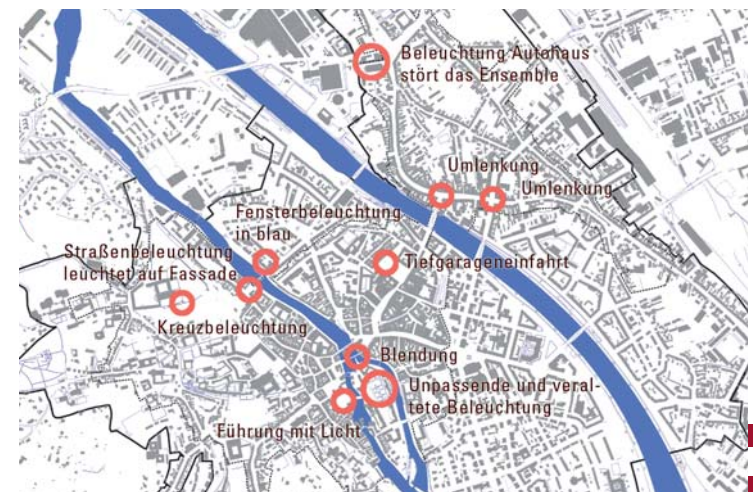 Beleuchtung Autohaus
stört das Ensemble
Umlenkung
Umlenkung
Fensterbeleuchtung
in blau
Straßenbeleuchtung
leuchtet auf Fassade
Tiefgarageneinfahrt
Kreuzbeleuchtung
Blendung
Unpassende und veral-
tete Beleuchtung
Führung mit Licht